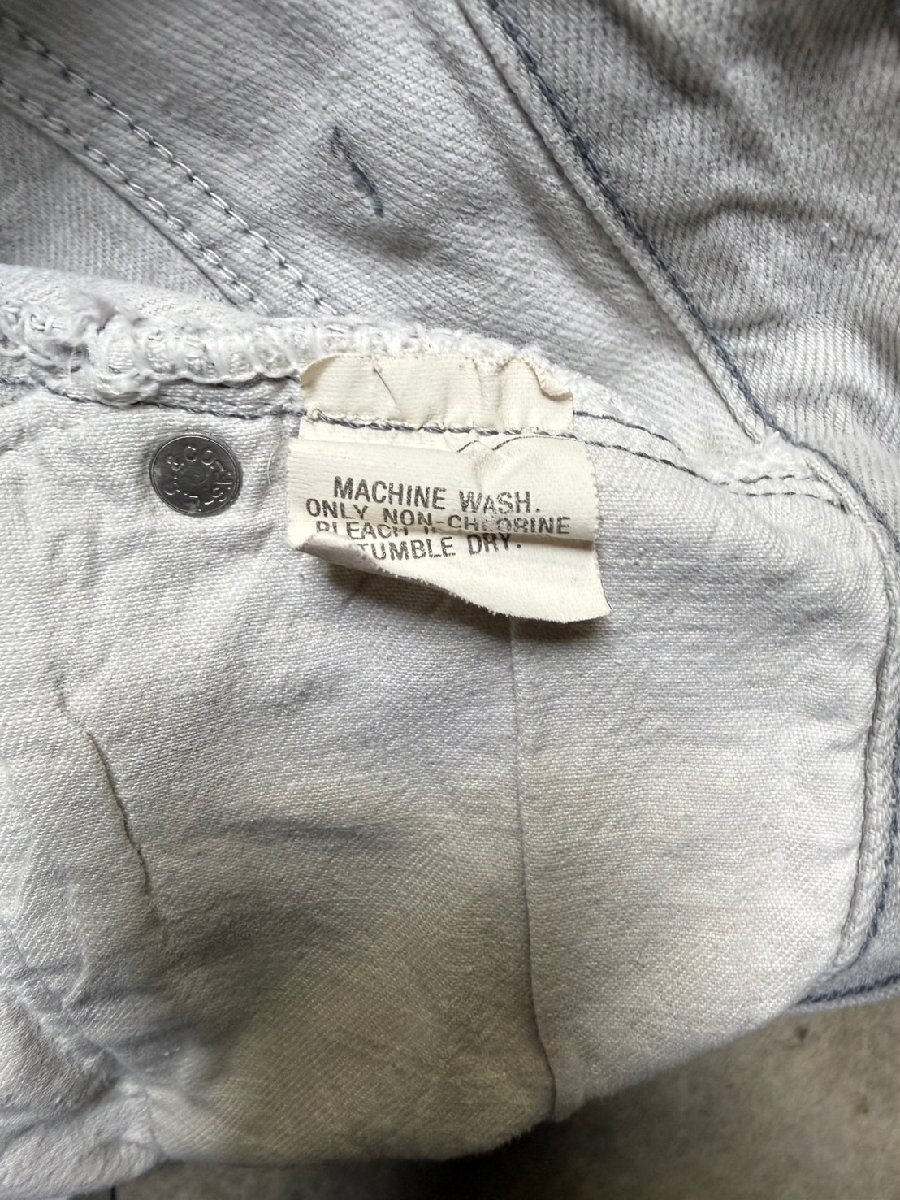 MACHINE WASH.
ONLY NON-CHLORINE
BLEACH
TUMBLE DRY.